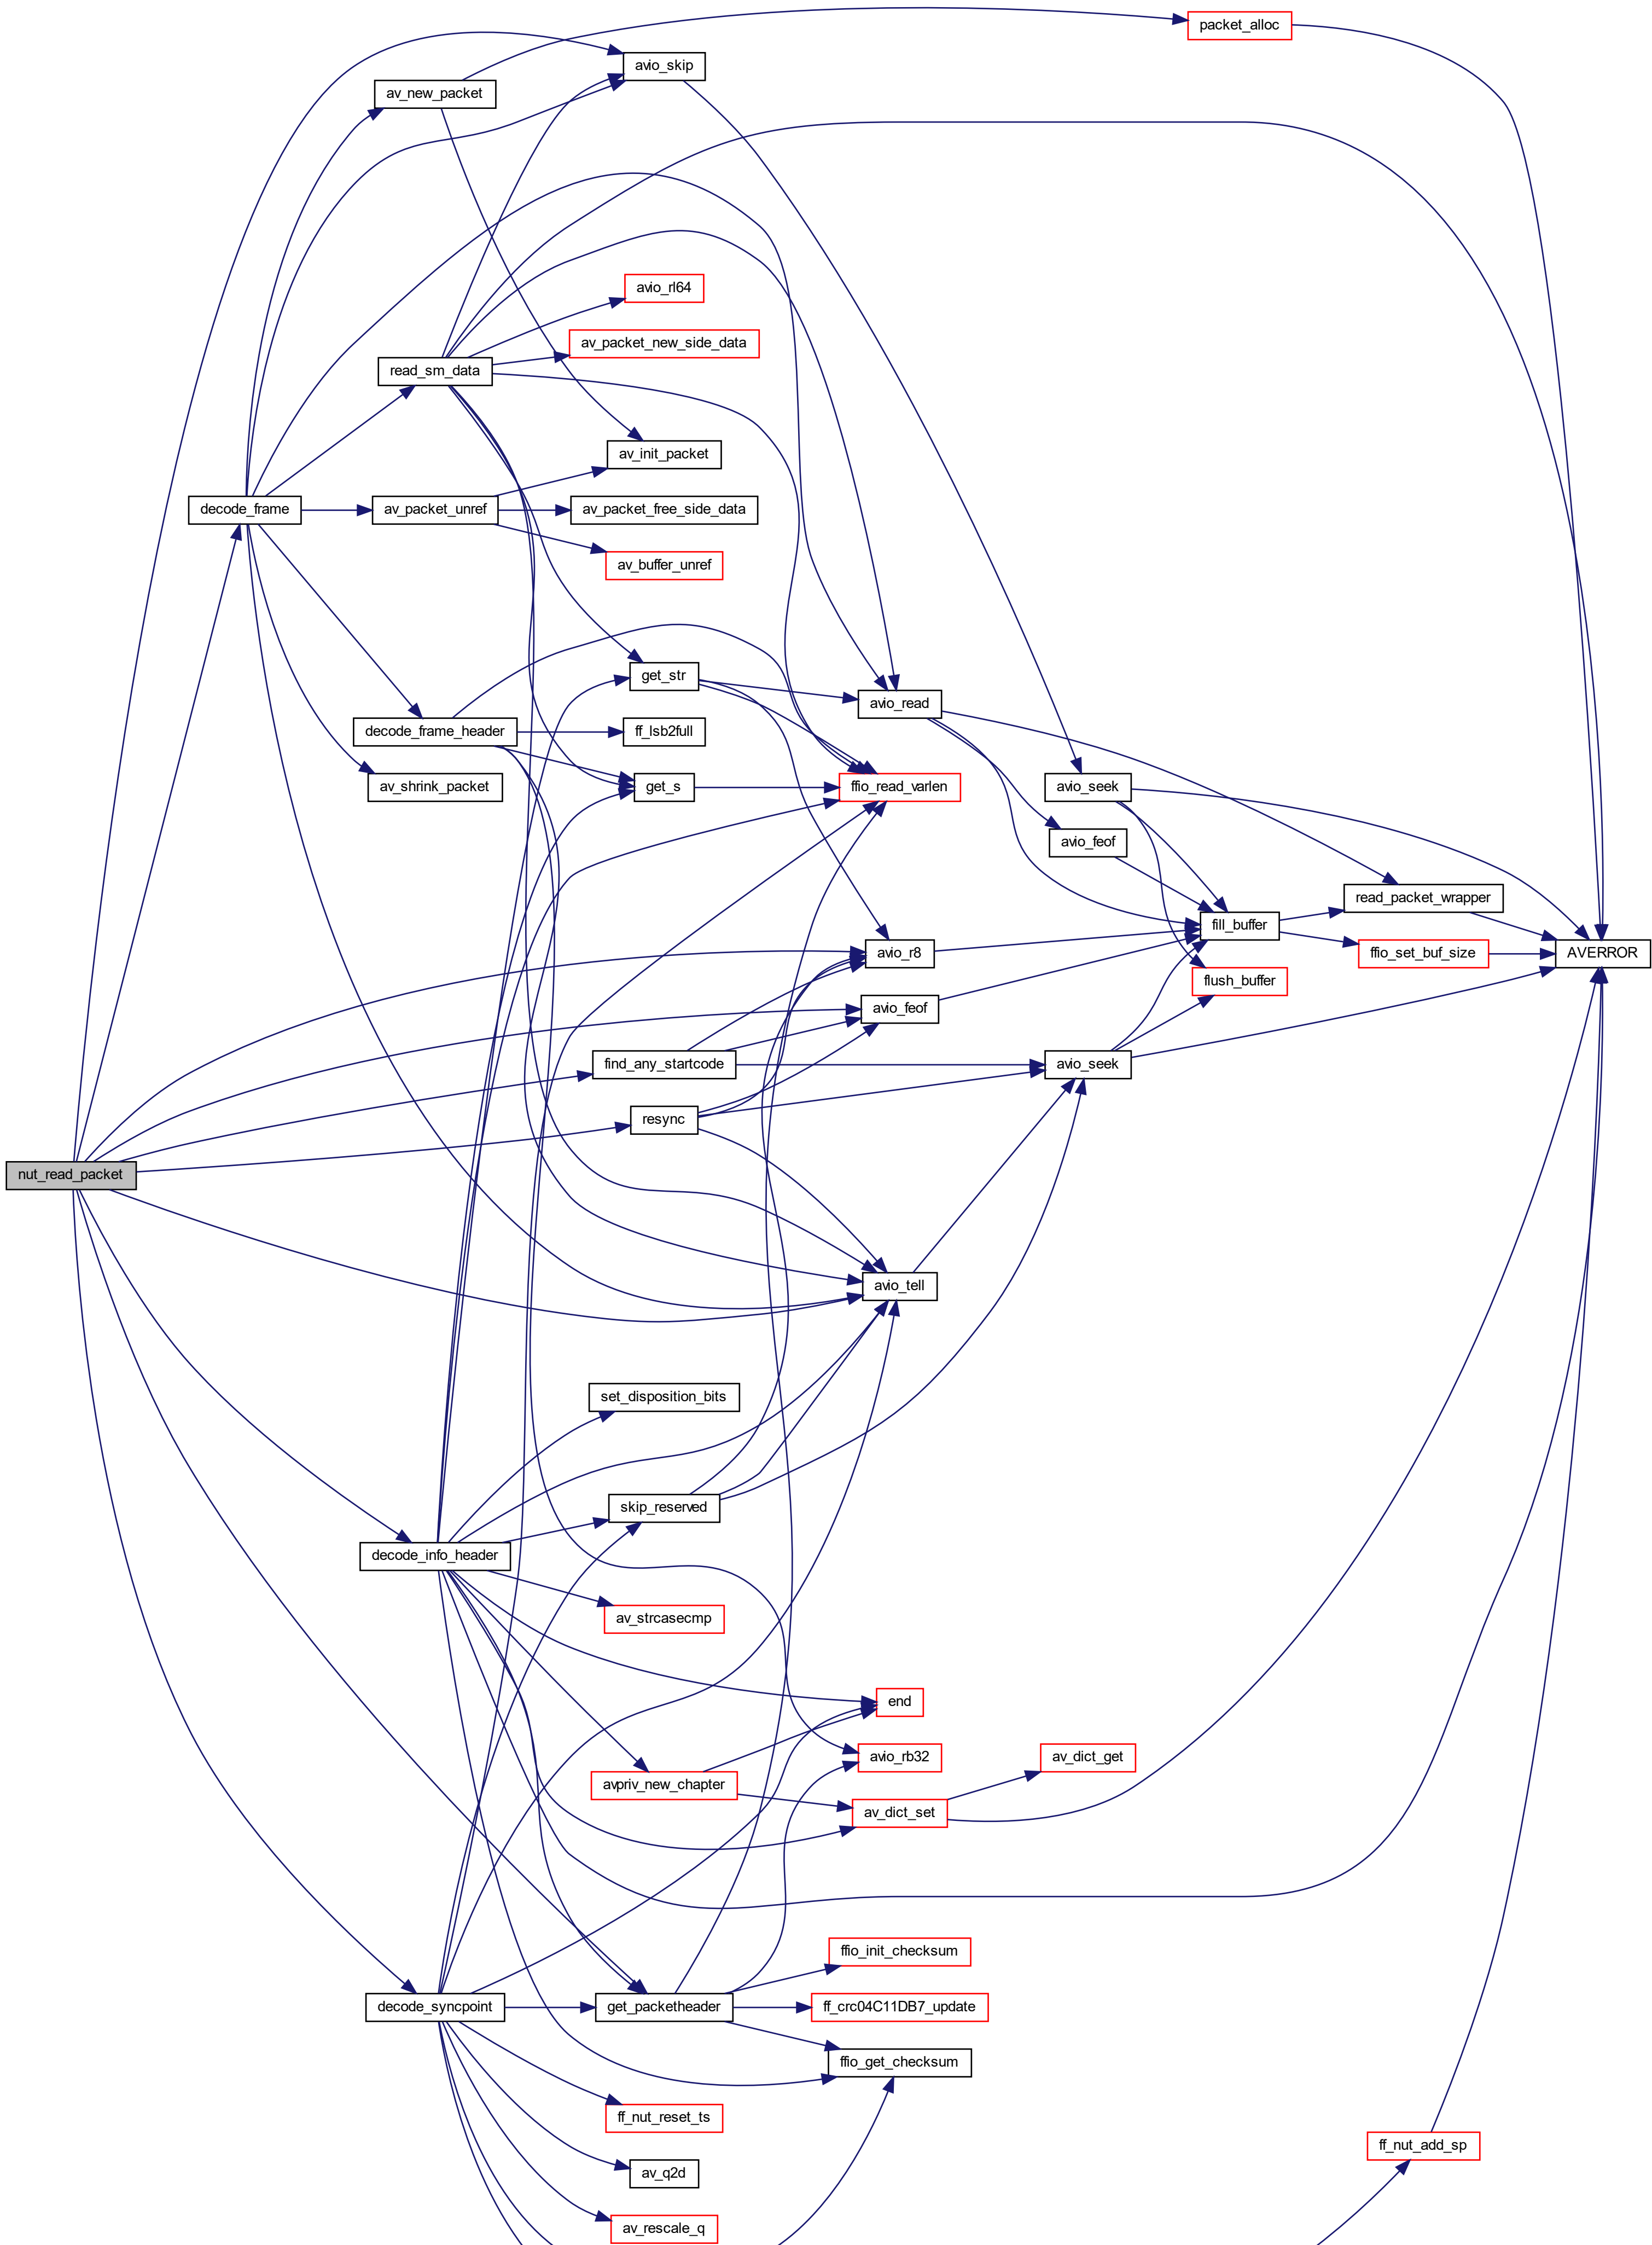 packet_alloc
avio_skip
av_new_packet
avio_rl64
av_packet_new_side_data
read_sm_data
av_init_packet
decode_frame
av_packet_unref
av_packet_free_side_data
av_buffer_unref
get_str
avio_read
decode_frame_header
ff_lsb2full
av_shrink_packet
get_s
ffio_read_varlen
avio_seek
avio_feof
read_packet_wrapper
fill_buffer
avio_r8
ffio_set_buf_size
AVERROR
flush_buffer
avio_feof
find_any_startcode
avio_seek
resync
nut_read_packet
avio_tell
set_disposition_bits
skip_reserved
decode_info_header
av_strcasecmp
end
avio_rb32
av_dict_get
avpriv_new_chapter
av_dict_set
ffio_init_checksum
decode_syncpoint
get_packetheader
ff_crc04C11DB7_update
ffio_get_checksum
ff_nut_reset_ts
ff_nut_add_sp
av_q2d
av_rescale_q